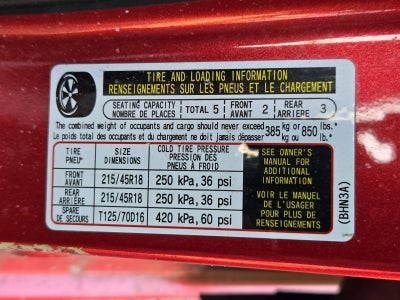 TIRE AND LOADING INFORMATION
RENSEIGNEMENTS SUR LES PNEUS ET LE CHARGEMENT
SEATING CAPACITY TOTAL 5 FRONT 2 REAR 3
NOMBRE DE PLACES AVANT ARRIÈRE
The combined weight of occupants and cargo should never exceed 385 kg or 850 lbs.
Le poids total des occupants et du chargement ne doit jamais dépasser 385 kg ou 850 lb.
TIRE SIZE COLD TIRE PRESSURE
PNEU DIMENSIONS PRESSION DES
PNEUS À FROID
FRONT
AVANT 215/45R18 250 kPa, 36 psi
REAR
ARRIÈRE 215/45R18 250 kPa, 36 psi
SPARE
DE SECOURS T125/70D16 420 kPa, 60 psi
SEE OWNER'S
MANUAL FOR
ADDITIONAL
INFORMATION
VOIR LE MANUEL
DE L'USAGER
POUR PLUS DE
RENSEIGNEMENTS
(BHN3A)